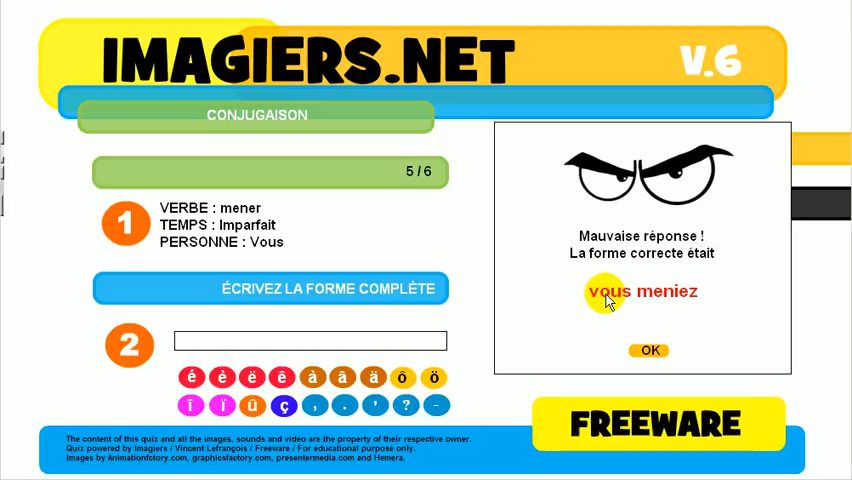 IMAGIERS.NET
V.6
CONJUGAISON
5 / 6
1
VERBE : mener
TEMPS : Imparfait
PERSONNE : Vous
ÉCRIVEZ LA FORME COMPLÈTE
2
é è ë ê à â ä ô ö
î ï û ç , . ' ? -
Mauvaise réponse !
La forme correcte était
vous meniez
OK
FREEWARE
The content of this quiz and all the images, sounds and video are the property of their respective owner.
Quiz powered by Imagiers / Vincent Lefrançois / Freeware / For educational purpose only.
Images by Animationfctory.com, graphicsfactory.com, presentermedia.com and Hemera.